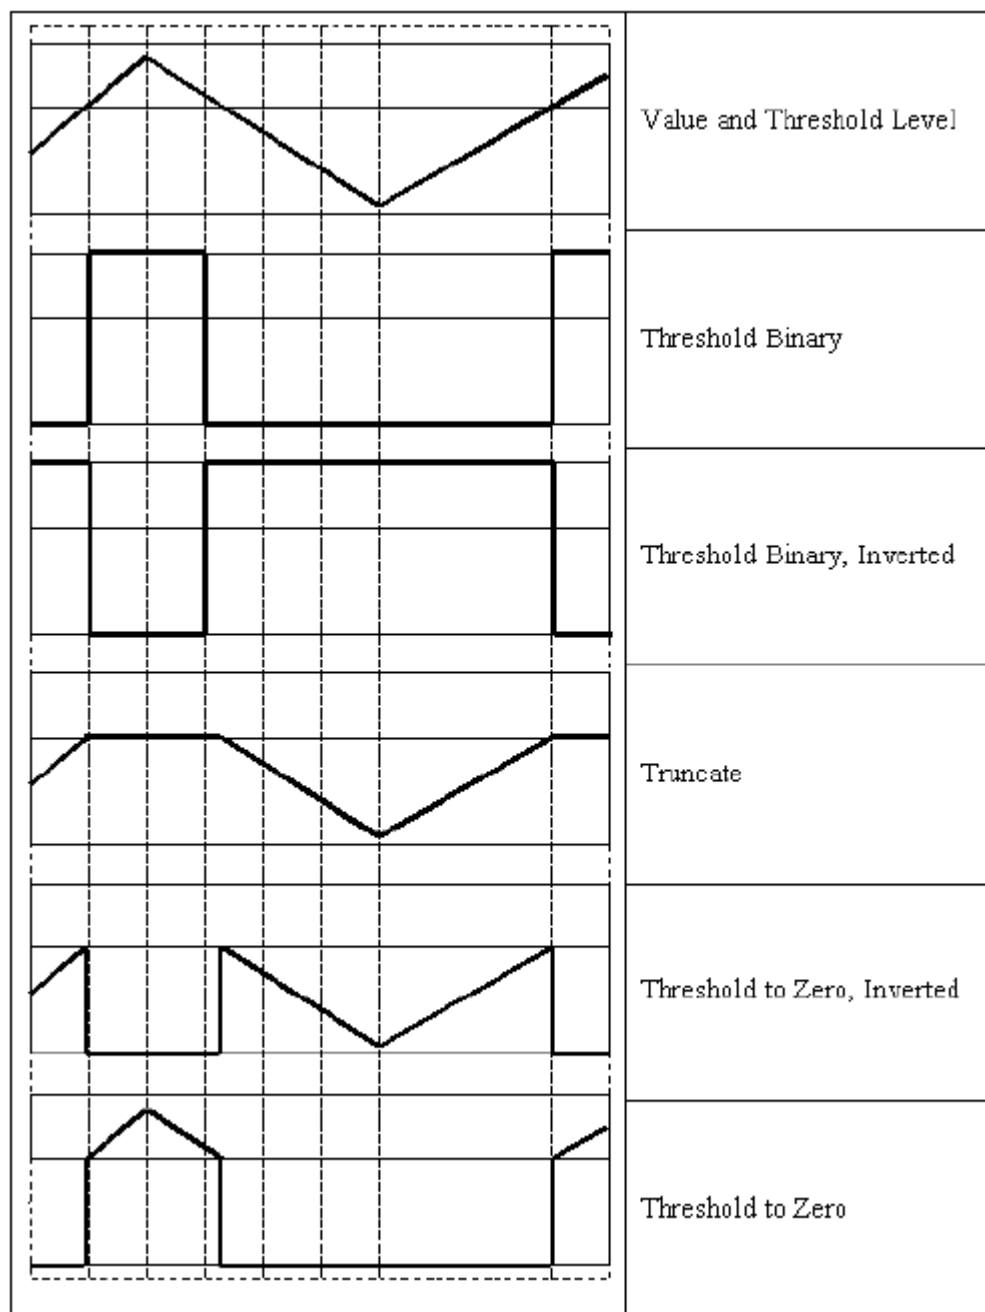 Value and Threshold Level
Threshold Binary
Threshold Binary, Inverted
Truncate
Threshold to Zero, Inverted
Threshold to Zero